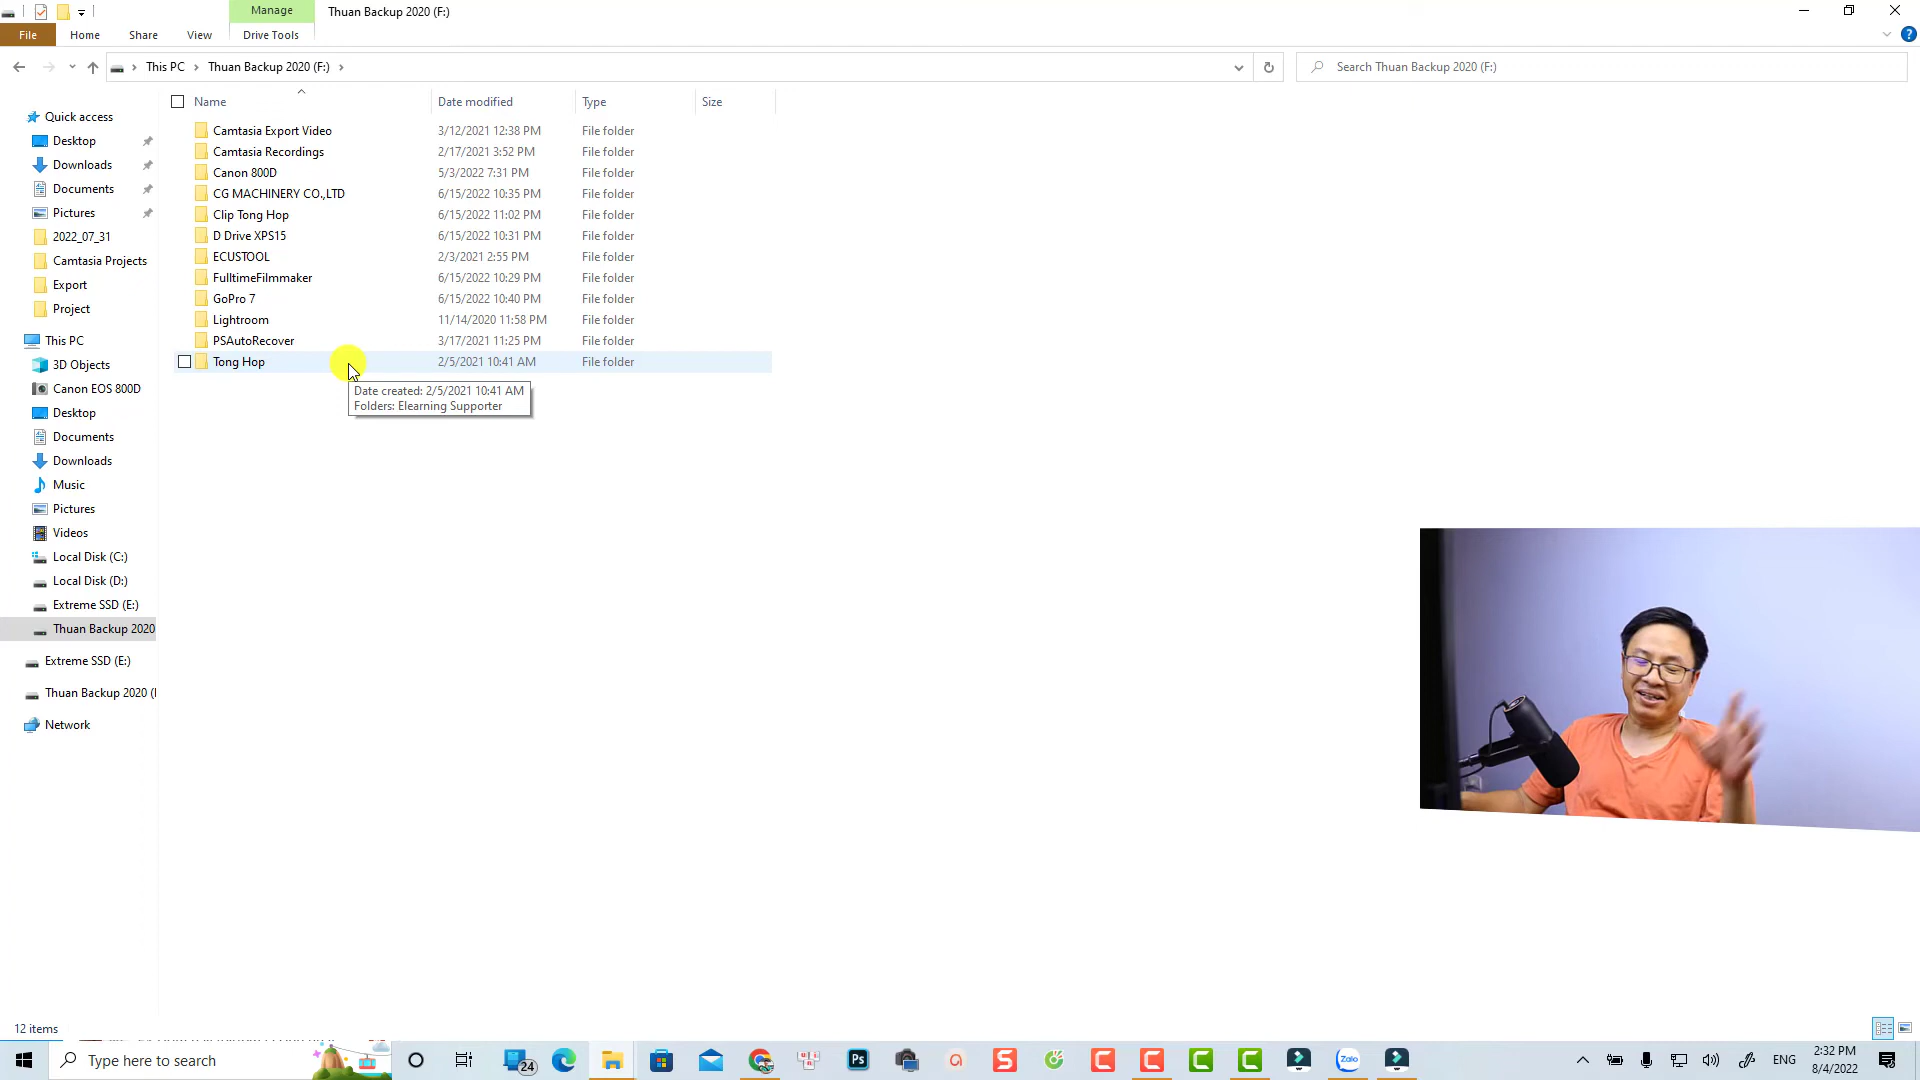 Manage
Thuan Backup 2020 (F:)
File
Home
Share
View
Drive Tools
This PC
Thuan Backup 2020 (F:)
Search Thuan Backup 2020 (F:)
Name
Date modified
Type
Size
Camtasia Export Video 3/12/2021 12:38 PM File folder
Camtasia Recordings 2/17/2021 3:52 PM File folder
Canon 800D 5/3/2022 7:31 PM File folder
CG MACHINERY CO.,LTD 6/15/2022 10:35 PM File folder
Clip Tong Hop 6/15/2022 11:02 PM File folder
D Drive XPS15 6/15/2022 10:31 PM File folder
ECUSTOOL 2/3/2021 2:55 PM File folder
FulltimeFilmmaker 6/15/2022 10:29 PM File folder
GoPro 7 6/15/2022 10:40 PM File folder
Lightroom 11/14/2020 11:58 PM File folder
PSAutoRecover 3/17/2021 11:25 PM File folder
Tong Hop 2/5/2021 10:41 AM File folder
Date created: 2/5/2021 10:41 AM
Folders: Elearning Supporter
Quick access
Desktop
Downloads
Documents
Pictures
2022_07_31
Camtasia Projects
Export
Project
This PC
3D Objects
Canon EOS 800D
Desktop
Documents
Downloads
Music
Pictures
Videos
Local Disk (C:)
Local Disk (D:)
Extreme SSD (E:)
Thuan Backup 2020
Extreme SSD (E:)
Thuan Backup 2020 (
Network
12 items
Type here to search
24
Ps
Zalo
ENG
2:32 PM
8/4/2022